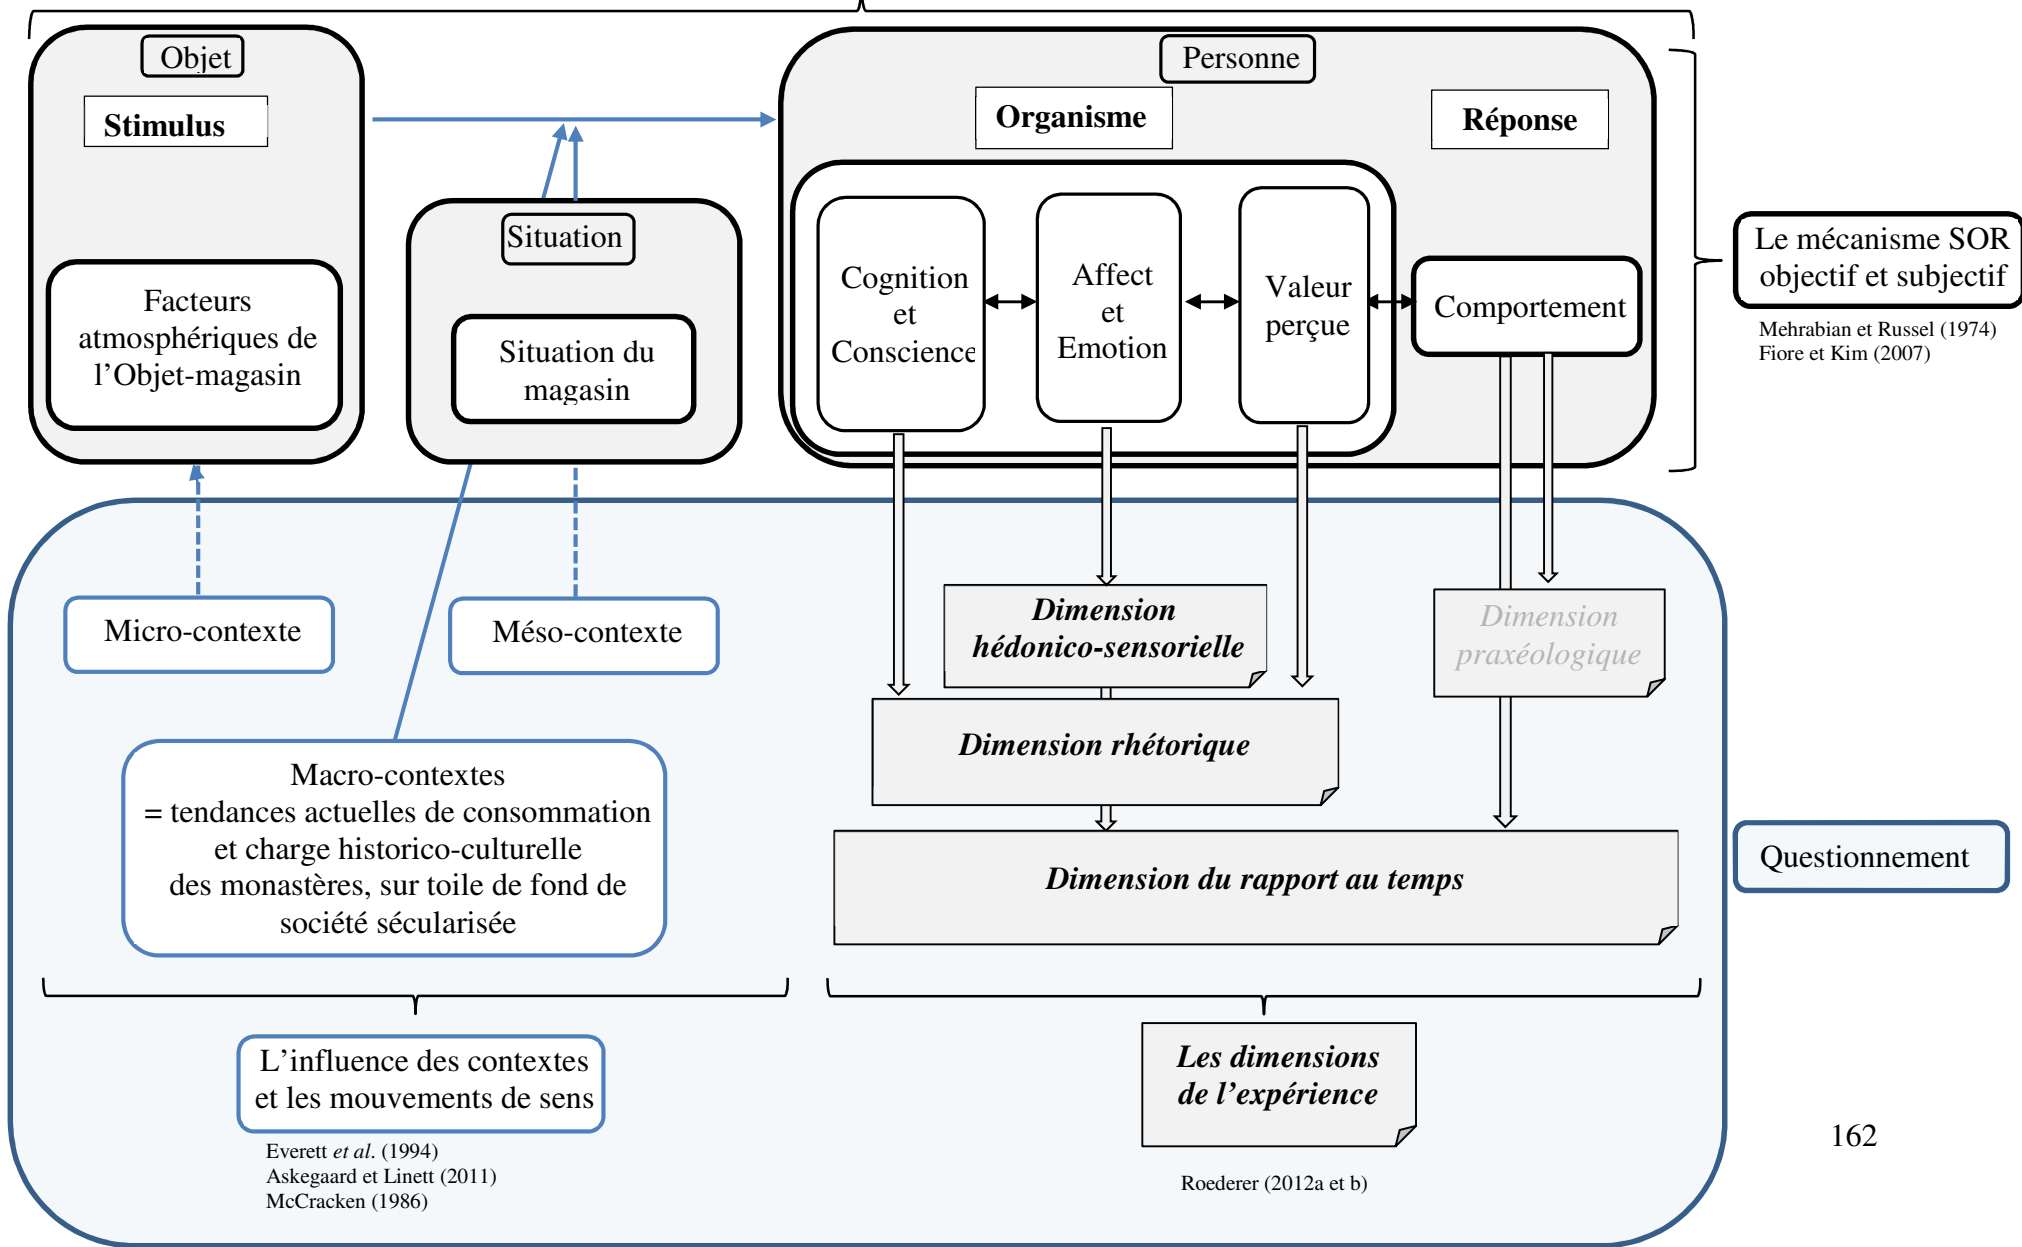 Objet
Stimulus
Facteurs
atmosphériques de
l’Objet-magasin
Situation
Situation du
magasin
Personne
Organisme
Réponse
Cognition
et
Conscience
Affect
et
Emotion
Valeur
perçue
Comportement
Le mécanisme SOR
objectif et subjectif
Mehrabian et Russel (1974)
Fiore et Kim (2007)
Micro-contexte
Méso-contexte
Macro-contextes
= tendances actuelles de consommation
et charge historico-culturelle
des monastères, sur toile de fond de
société sécularisée
Dimension
hédonico-sensorielle
Dimension
praxéologique
Dimension rhétorique
Dimension du rapport au temps
Questionnement
L’influence des contextes
et les mouvements de sens
Everett et al. (1994)
Askegaard et Linett (2011)
McCracken (1986)
Les dimensions
de l’expérience
Roederer (2012a et b)
162